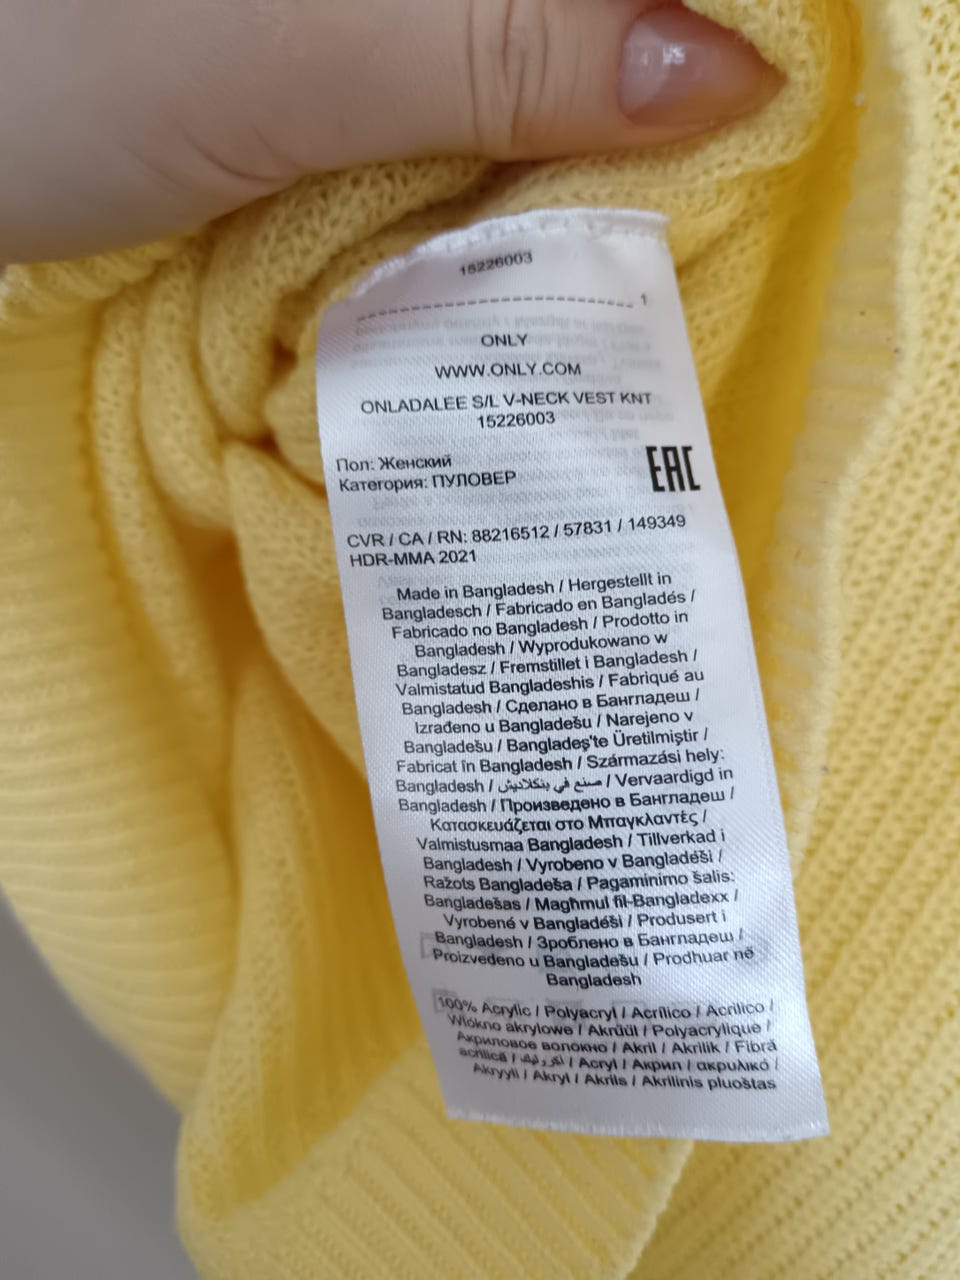 15226003
1
ONLY
WWW.ONLY.COM
ONLADALEE S/L V-NECK VEST KNT
15226003
Пол: Женский
Категория: ПУЛОВЕР
EAC
CVR / CA / RN: 88216512 / 57831 / 149349
HDR-MMA 2021
Made in Bangladesh / Hergestellt in
Bangladesch / Fabricado en Bangladés /
Fabricado no Bangladesh / Prodotto in
Bangladesh / Wyprodukowano w
Bangladesz / Fremstillet i Bangladesh /
Valmistatud Bangladeshis / Fabriqué au
Bangladesh / Сделано в Бангладеш /
Izrađeno u Bangladešu / Narejeno v
Bangladešu / Bangladeş'te Üretilmiştir /
Fabricat în Bangladesh / Származási hely:
Bangladesh / صنع في بنكلاديش / Vervaardigd in
Bangladesh / Произведено в Бангладеш /
Κατασκευάζεται στο Μπαγκλαντές /
Valmistusmaa Bangladesh / Tillverkad i
Bangladesh / Vyrobeno v Bangladéši /
Ražots Bangladeša / Pagaminimo šalis:
Bangladešas / Magħmul fil-Bangladexx /
Vyrobené v Bangladéši / Produsert i
Bangladesh / Зроблено в Бангладеш /
Proizvedeno u Bangladešu / Prodhuar në
Bangladesh
100% Acrylic / Polyacryl / Acrílico / Acrilico /
Włókno akrylowe / Akrüül / Polyacrylique /
Акриловое волокно / Akril / Akrilik / Fibră
acrilică / أكريليك / Acryl / Акрил / ακρυλικό /
Akryyli / Akryl / Akrils / Akrilinis pluoštas